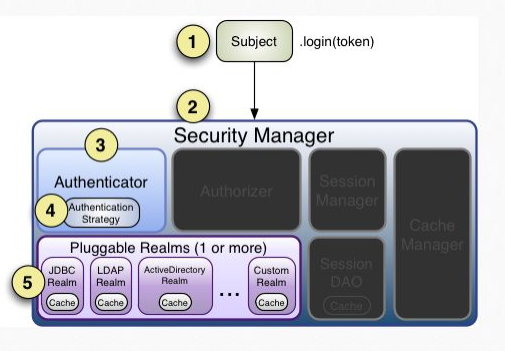 1
Subject
.login(token)
2
Security Manager
3
Authenticator
4
Authentication
Strategy
Authorizer
Session
Manager
Cache
Manager
Pluggable Realms (1 or more)
5
JDBC
Realm
Cache
LDAP
Realm
Cache
ActiveDirectory
Realm
Cache
...
Custom
Realm
Cache
Session
DAO
Cache